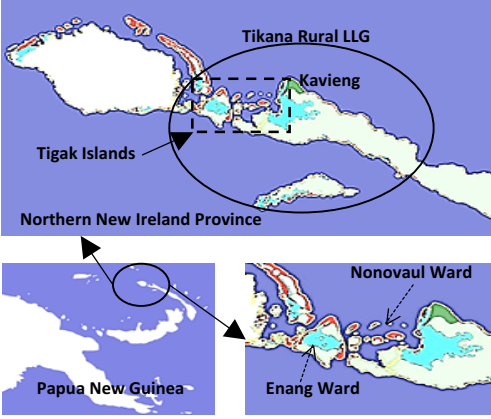 Tikana Rural LLG
Kavieng
Tigak Islands
Northern New Ireland Province
Nonovaul Ward
Papua New Guinea
Enang Ward